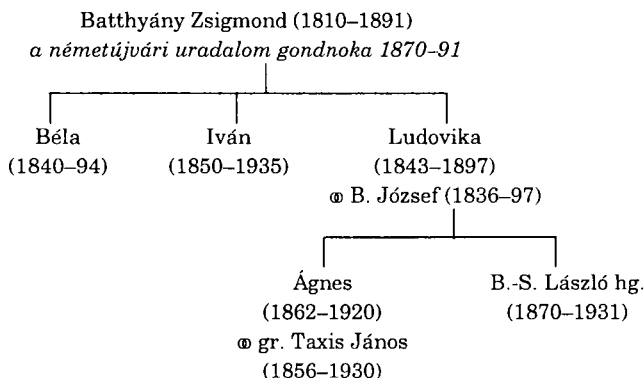 Batthyány Zsigmond (1810–1891)
a németújvári uradalom gondnoka 1870–91
Béla
(1840–94)
Iván
(1850–1935)
Ludovika
(1843–1897)
⚭ B. József (1836–97)
Ágnes
(1862–1920)
⚭ gr. Taxis János
(1856–1930)
B.-S. László hg.
(1870–1931)